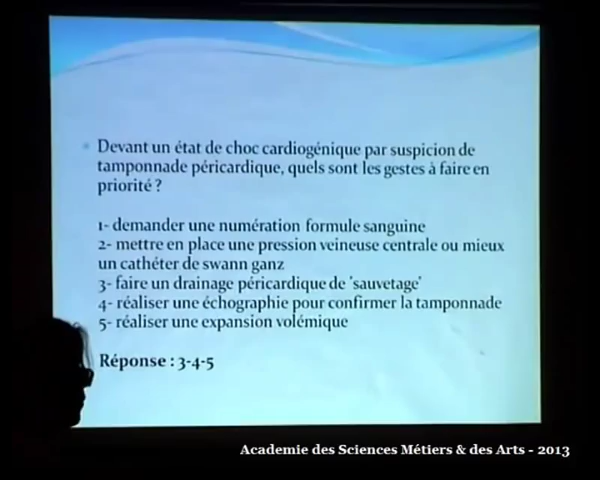 Devant un état de choc cardiogénique par suspicion de
tamponnade péricardique, quels sont les gestes à faire en
priorité ?
1- demander une numération formule sanguine
2- mettre en place une pression veineuse centrale ou mieux
un cathéter de swann ganz
3- faire un drainage péricardique de 'sauvetage'
4- réaliser une échographie pour confirmer la tamponnade
5- réaliser une expansion volémique
Réponse : 3-4-5
Academie des Sciences Métiers & des Arts - 2013